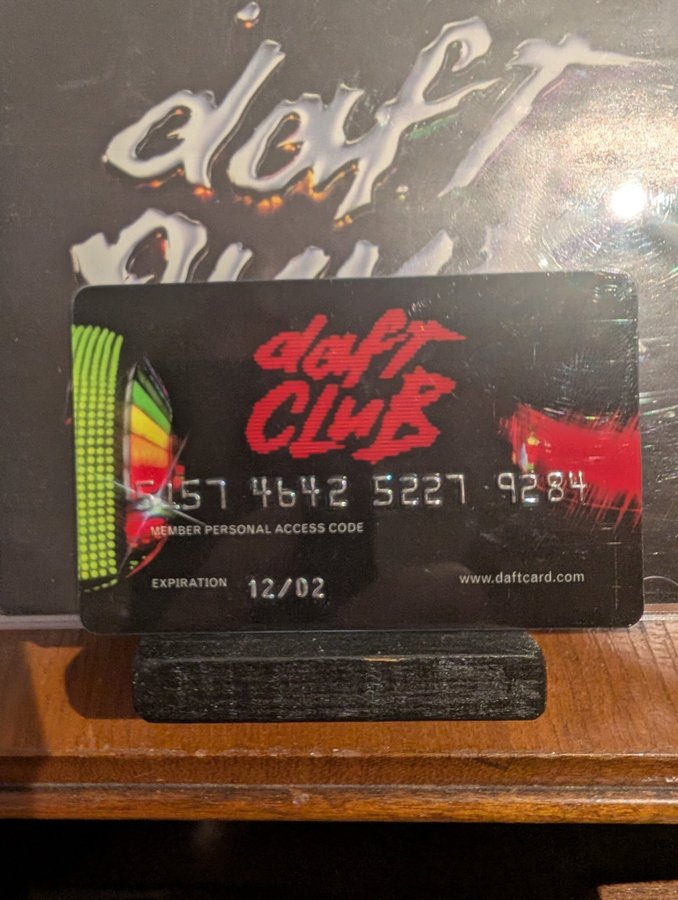 daft
daft
CLUB
5157 4642 5227 9284
MEMBER PERSONAL ACCESS CODE
EXPIRATION 12/02
www.daftcard.com